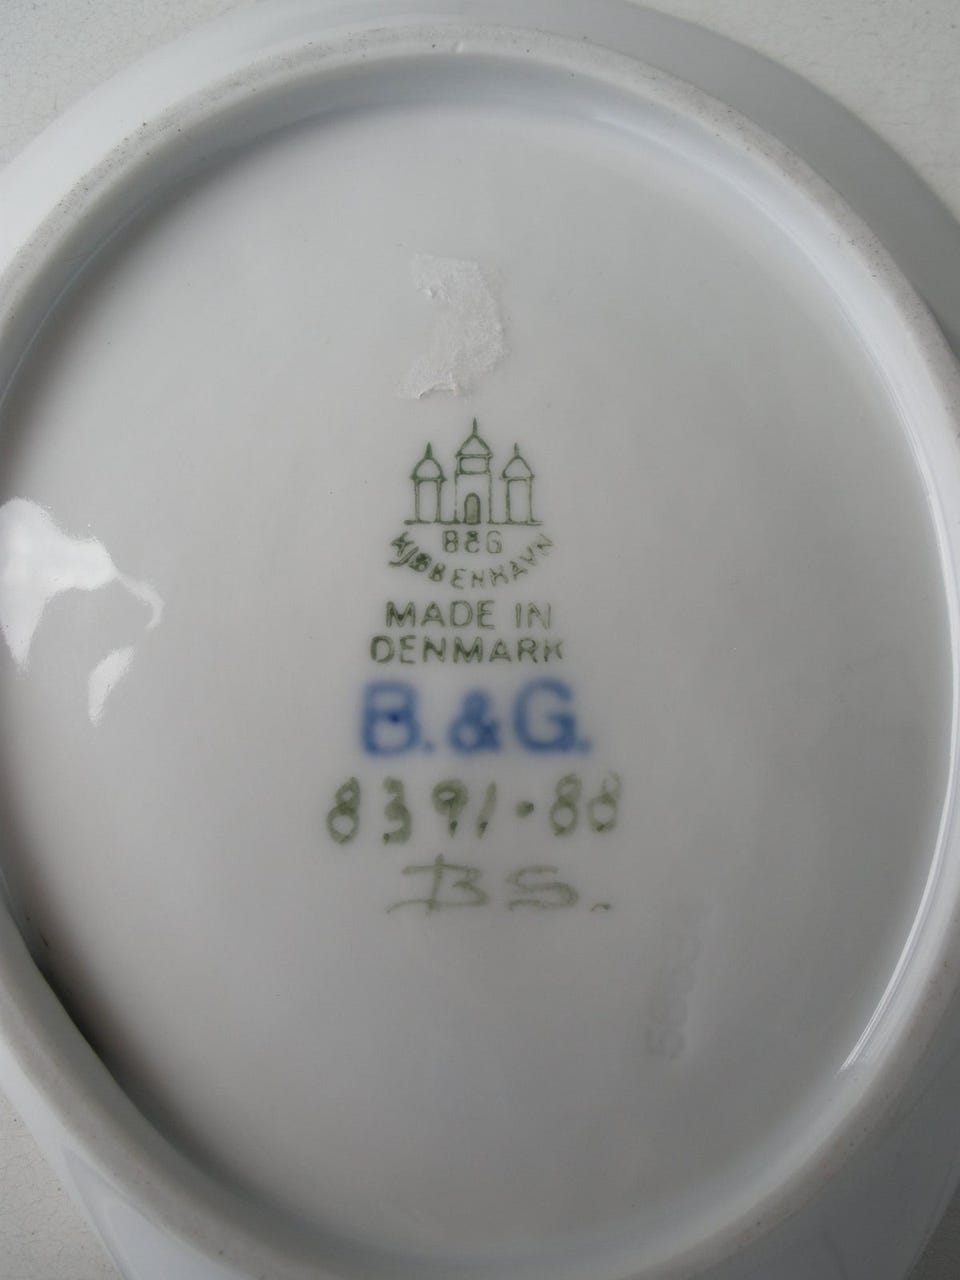 B&G
KJØBENHAVN
MADE IN
DENMARK
B.&G.
8391·88
BS.